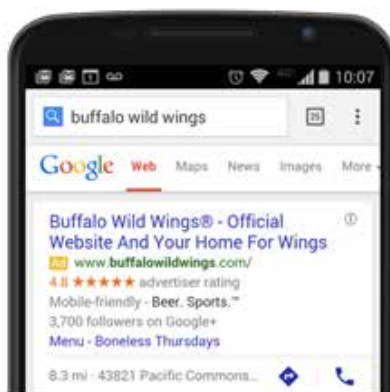 10:07
buffalo wild wings
Google Web Maps News Images More
Buffalo Wild Wings® - Official
Website And Your Home For Wings
Ad www.buffalowildwings.com/
4.8 ★★★★★ advertiser rating
Mobile-friendly - Beer. Sports.™
3,700 followers on Google+
Menu - Boneless Thursdays
8.3 mi - 43821 Pacific Commons...